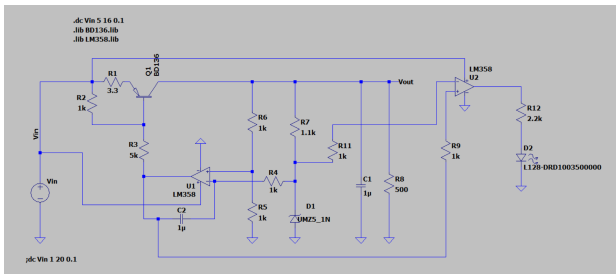 .dc Vin 5 16 0.1
.lib BD136.lib
.lib LM358.lib
R1
3.3
Q1
BD136
R2
1k
LM358
U2
Vout
R12
2.2k
R6
1k
R7
1.1k
R11
1k
R3
5k
R9
1k
Vin
D2
L128-DRD1003500000
R4
1k
C1
1µ
R8
500
U1
LM358
Vin
C2
1µ
R5
1k
D1
UMZ5_1N
;dc Vin 1 20 0.1